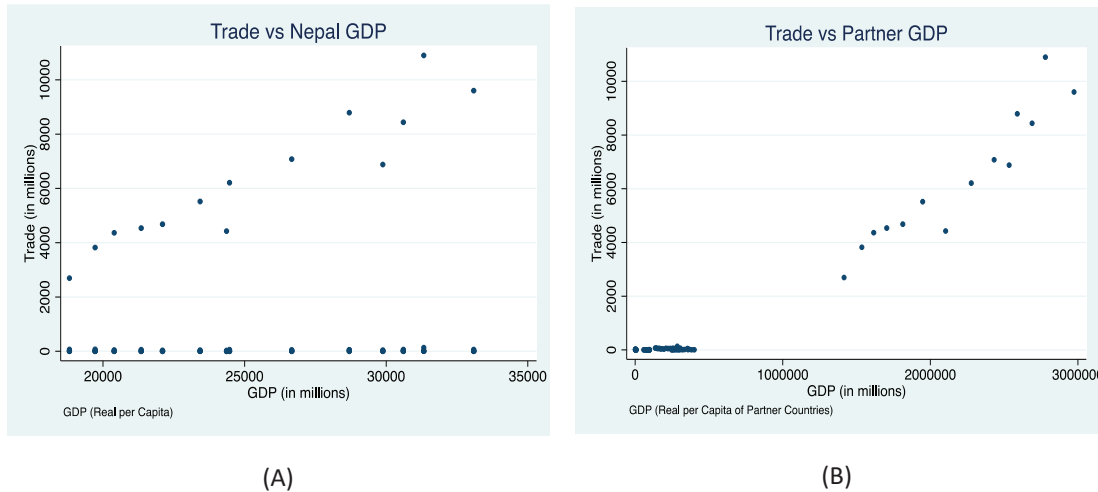 Trade vs Nepal GDP
Trade (in millions)
10000
8000
6000
4000
2000
0
20000 25000 30000 35000
GDP (in millions)
GDP (Real per Capita)
(A)
Trade vs Partner GDP
Trade (in millions)
10000
8000
6000
4000
2000
0
0 1000000 2000000 3000000
GDP (in millions)
GDP (Real per Capita of Partner Countries)
(B)